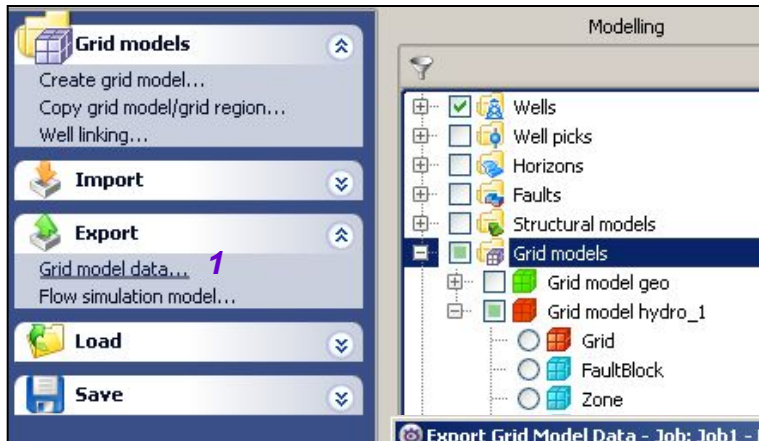 Grid models
Create grid model...
Copy grid model/grid region...
Well linking...
Import
Export
Grid model data... 1
Flow simulation model...
Load
Save
Modelling
Wells
Well picks
Horizons
Faults
Structural models
Grid models
Grid model geo
Grid model hydro_1
Grid
FaultBlock
Zone
Export Grid Model Data - Job: Job1 -